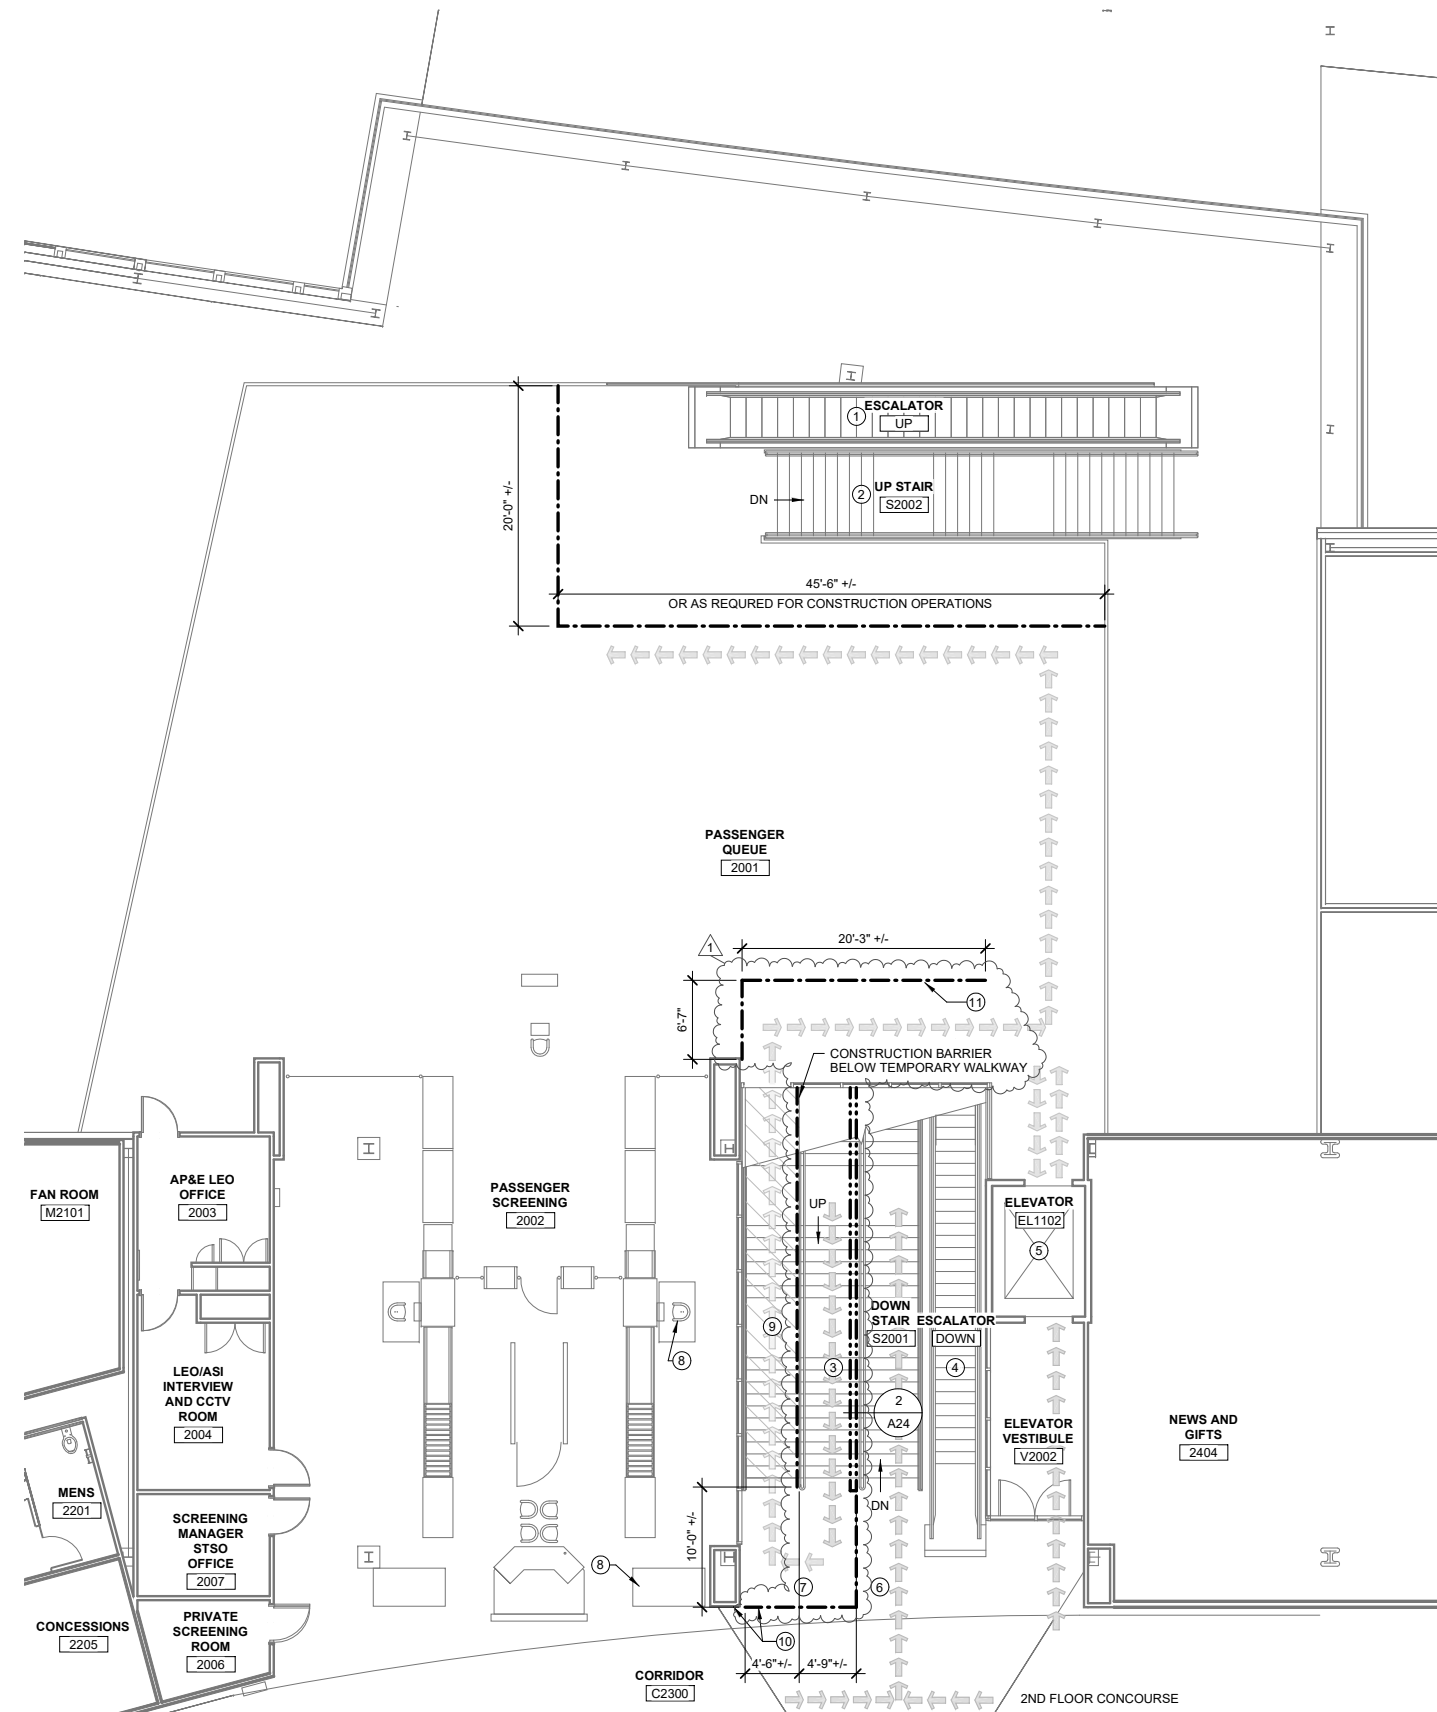 ESCALATOR
1
UP
UP STAIR
2
S2002
DN
20'-0" +/-
45'-6" +/-
OR AS REQURED FOR CONSTRUCTION OPERATIONS
PASSENGER
QUEUE
2001
1
20'-3" +/-
11
6'-7"
CONSTRUCTION BARRIER
BELOW TEMPORARY WALKWAY
FAN ROOM
M2101
AP&E LEO
OFFICE
2003
PASSENGER
SCREENING
2002
UP
ELEVATOR
EL1102
5
DOWN
STAIR
S2001
ESCALATOR
DOWN
9
3
4
8
2
A24
LEO/ASI
INTERVIEW
AND CCTV
ROOM
2004
ELEVATOR
VESTIBULE
V2002
NEWS AND
GIFTS
2404
MENS
2201
DN
10'-0" +/-
SCREENING
MANAGER
STSO
OFFICE
2007
8
7
6
CONCESSIONS
2205
PRIVATE
SCREENING
ROOM
2006
10
4'-6"+/-
4'-9"+/-
CORRIDOR
C2300
2ND FLOOR CONCOURSE